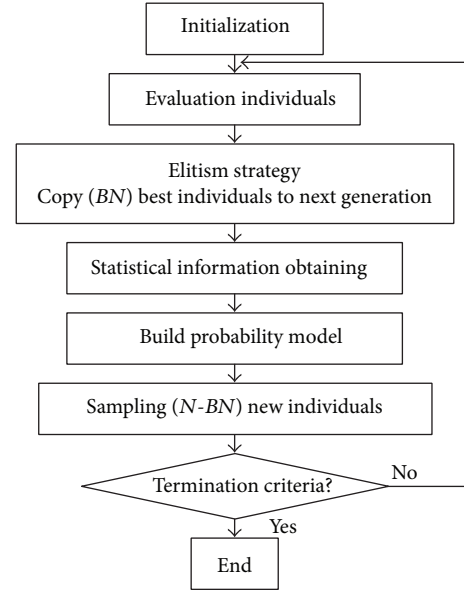 Initialization
Evaluation individuals
Elitism strategy
Copy (BN) best individuals to next generation
Statistical information obtaining
Build probability model
Sampling (N-BN) new individuals
Termination criteria?
No
Yes
End